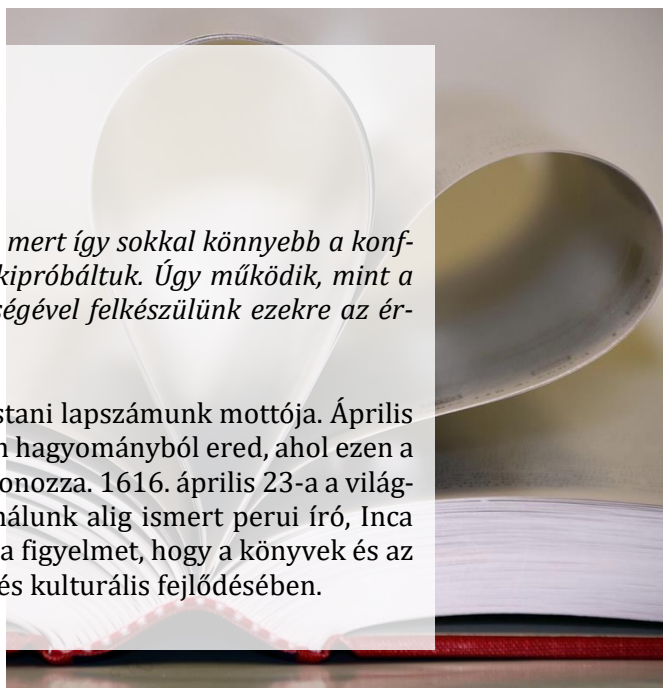 mert így sokkal könnyebb a konf-
kipróbáltuk. Úgy működik, mint a
ségével felkészülünk ezekre az ér-
stani lapszámunk mottója. Április
hagyományból ered, ahol ezen a
onozza. 1616. április 23-a a világ-
nálunk alig ismert perui író, Inca
a figyelmet, hogy a könyvek és az
és kulturális fejlődésében.